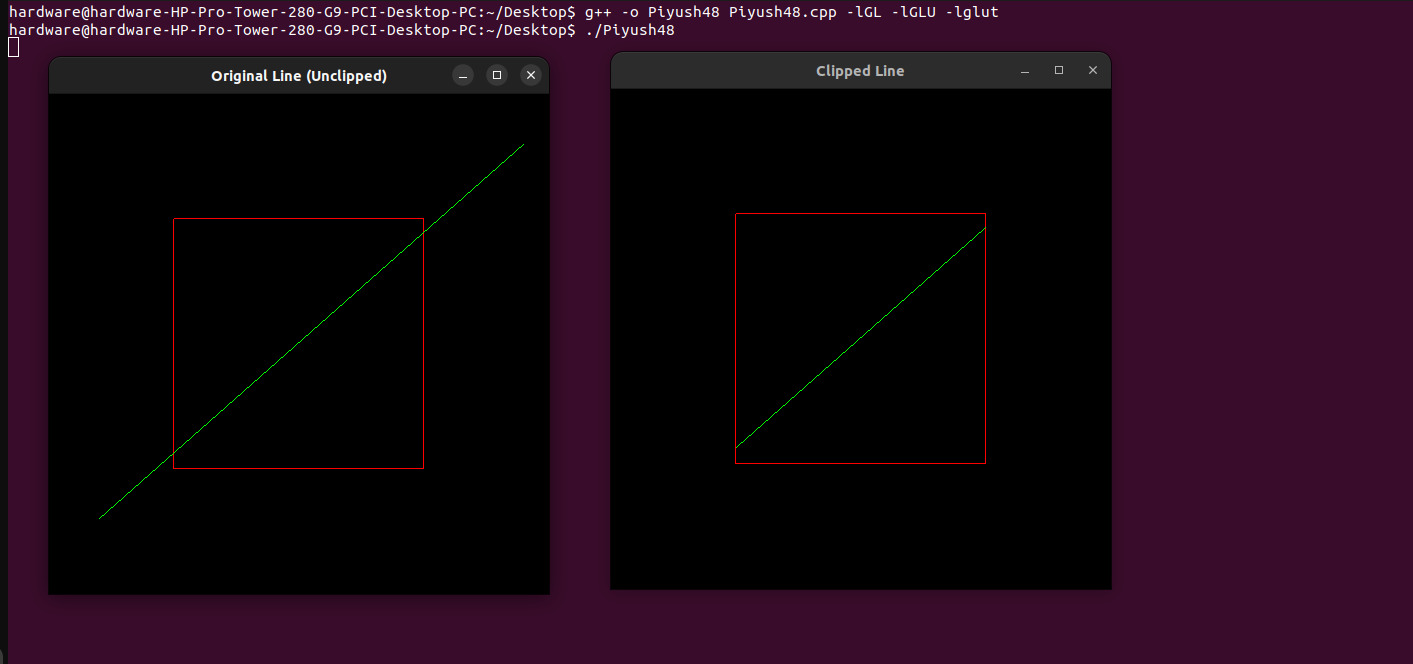 hardware@hardware-HP-Pro-Tower-280-G9-PCI-Desktop-PC:~/Desktop$ g++ -o Piyush48 Piyush48.cpp -lGL -lGLU -lglut
hardware@hardware-HP-Pro-Tower-280-G9-PCI-Desktop-PC:~/Desktop$ ./Piyush48
Original Line (Unclipped)
Clipped Line